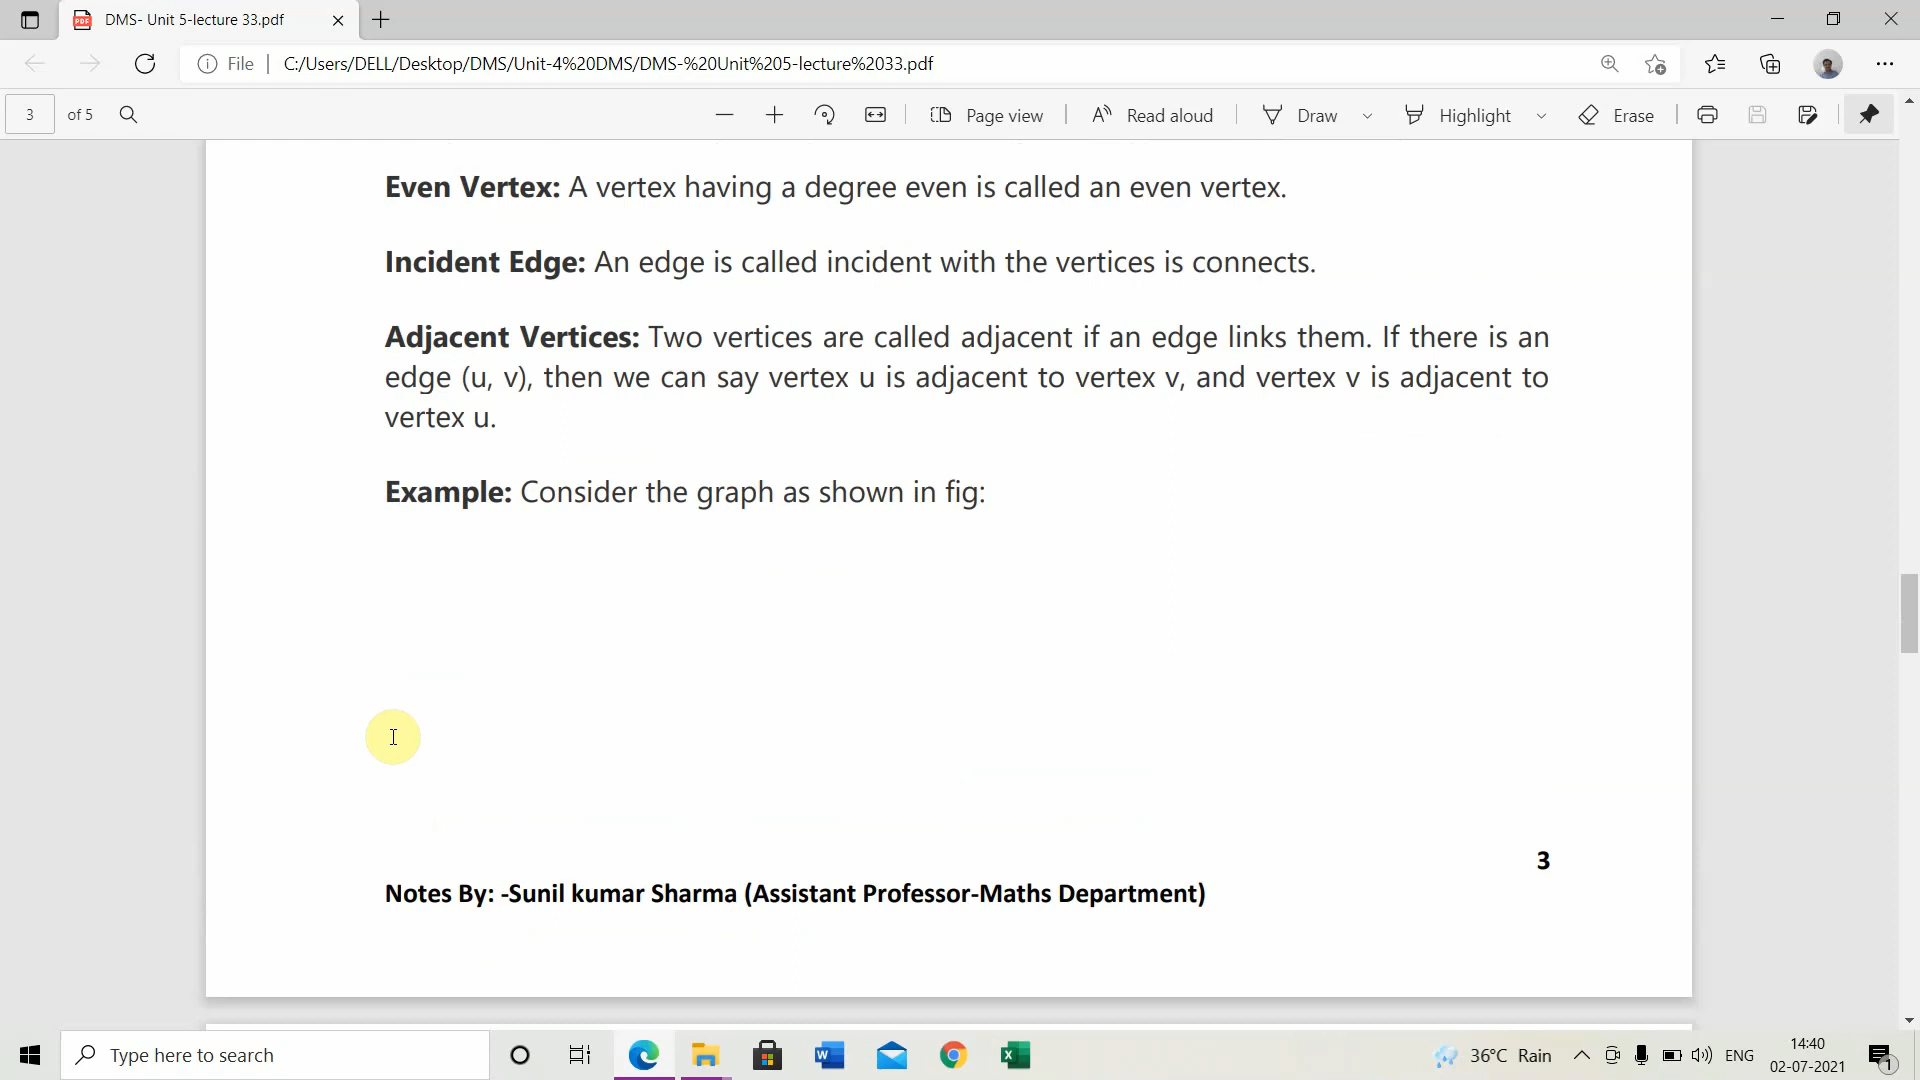 DMS- Unit 5-lecture 33.pdf
File
C:/Users/DELL/Desktop/DMS/Unit-4%20DMS/DMS-%20Unit%205-lecture%2033.pdf
3 of 5
Page view
Read aloud
Draw
Highlight
Erase
Even Vertex: A vertex having a degree even is called an even vertex.
Incident Edge: An edge is called incident with the vertices is connects.
Adjacent Vertices: Two vertices are called adjacent if an edge links them. If there is an
edge (u, v), then we can say vertex u is adjacent to vertex v, and vertex v is adjacent to
vertex u.
Example: Consider the graph as shown in fig:
3
Notes By: -Sunil kumar Sharma (Assistant Professor-Maths Department)
Type here to search
36°C Rain
ENG
14:40
02-07-2021
1